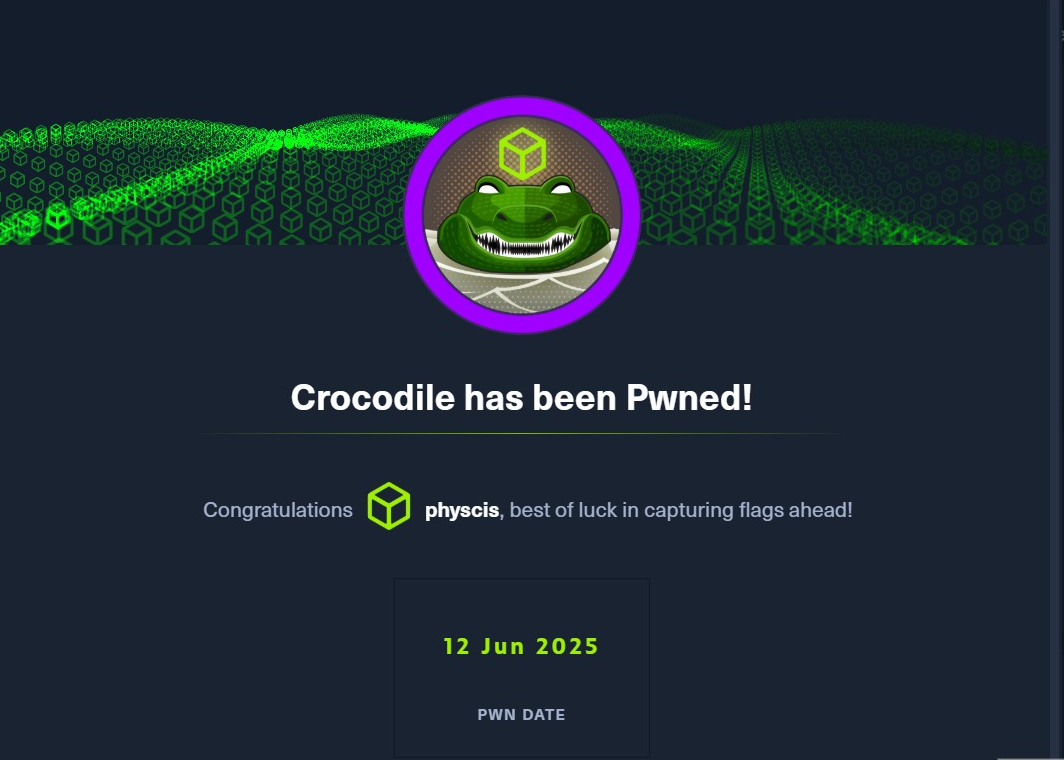 Crocodile has been Pwned!
Congratulations physcis, best of luck in capturing flags ahead!
12 Jun 2025
PWN DATE